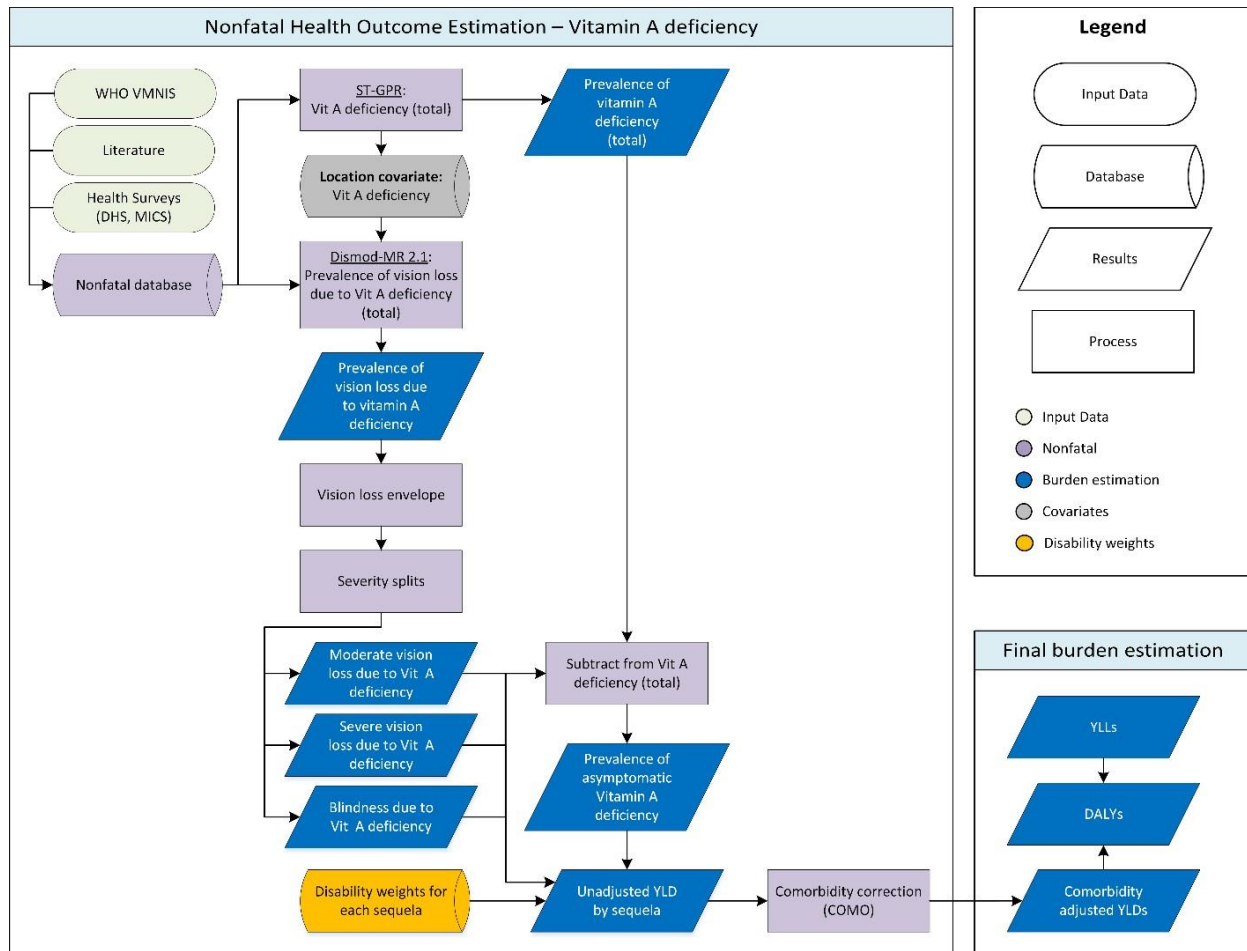 Nonfatal Health Outcome Estimation – Vitamin A deficiency
WHO VMNIS
Literature
Health Surveys
(DHS, MICS)
Nonfatal database
ST-GPR:
Vit A deficiency (total)
Location covariate:
Vit A deficiency
Dismod-MR 2.1:
Prevalence of vision loss
due to Vit A deficiency
(total)
Prevalence of
vision loss due
to vitamin A
deficiency
Vision loss envelope
Severity splits
Moderate vision
loss due to Vit  A
deficiency
Severe vision
loss due to Vit  A
deficiency
Blindness due to
Vit  A deficiency
Disability weights for
each sequela
Prevalence of
vitamin A
deficiency
(total)
Subtract from Vit A
deficiency (total)
Prevalence of
asymptomatic
Vitamin A
deficiency
Unadjusted YLD
by sequela
Comorbidity correction
(COMO)
Legend
Input Data
Database
Results
Process
Input Data
Nonfatal
Burden estimation
Covariates
Disability weights
Final burden estimation
YLLs
DALYs
Comorbidity
adjusted YLDs